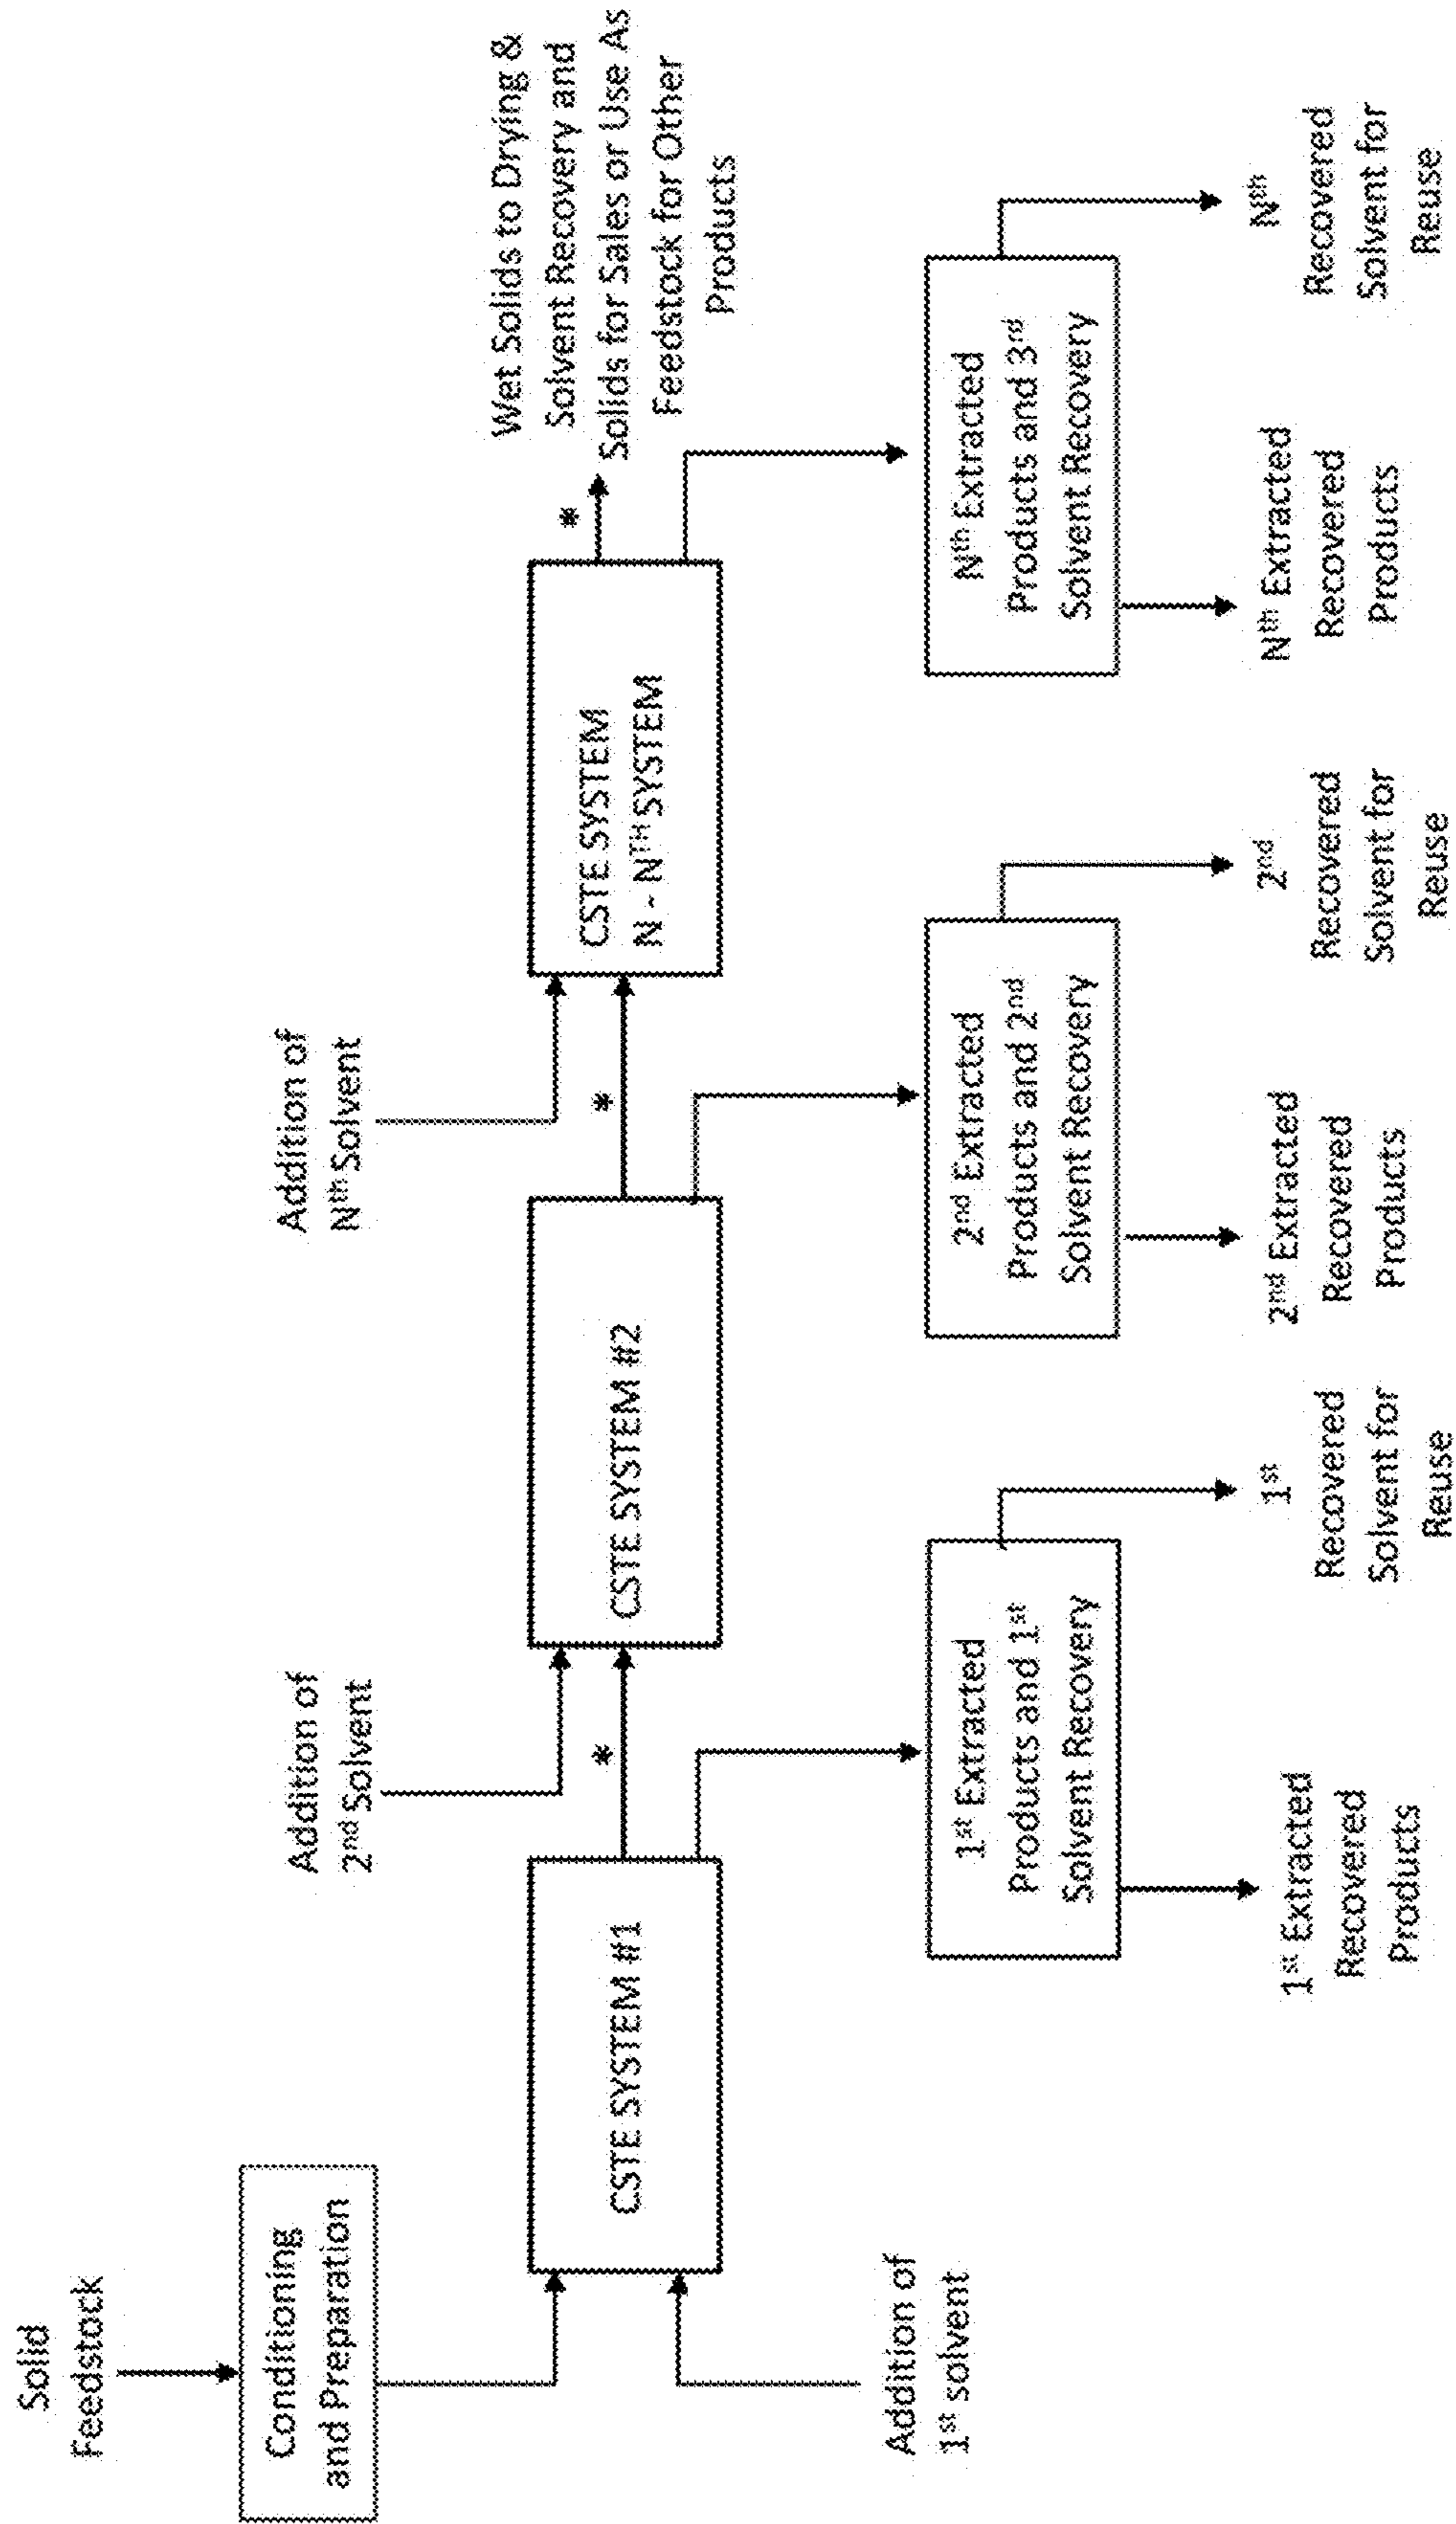 Solid
Feedstock
Conditioning
and Preparation
Addition of
1st solvent
CSTE SYSTEM #1
*
Addition of
2nd Solvent
CSTE SYSTEM #2
*
Addition of
Nth Solvent
CSTE SYSTEM
N - NTH SYSTEM
*
Wet Solids to Drying &
Solvent Recovery and
Solids for Sales or Use As
Feedstock for Other
Products
1st Extracted
Products and 1st
Solvent Recovery
2nd Extracted
Products and 2nd
Solvent Recovery
Nth Extracted
Products and 3rd
Solvent Recovery
1st Extracted
Recovered
Products
1st
Recovered
Solvent for
Reuse
2nd Extracted
Recovered
Products
2nd
Recovered
Solvent for
Reuse
Nth Extracted
Recovered
Products
Nth
Recovered
Solvent for
Reuse